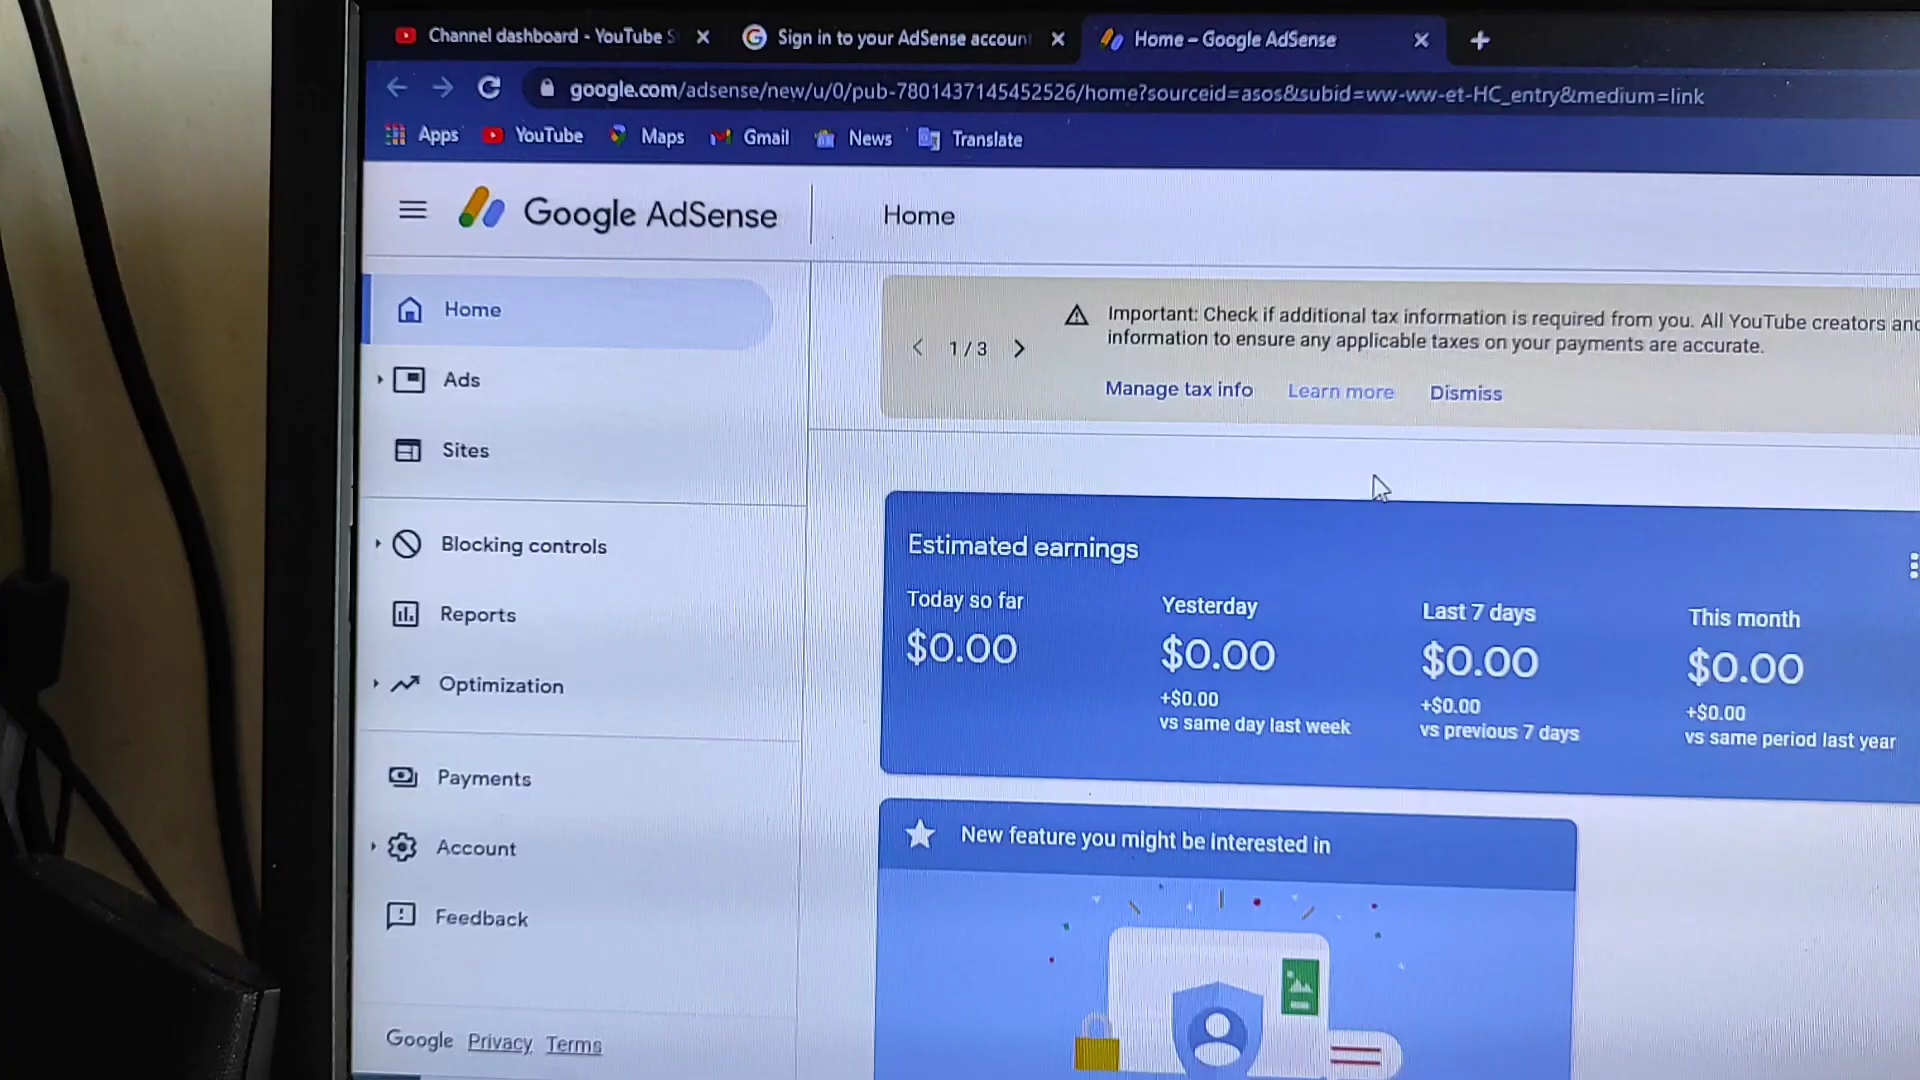 Channel dashboard - YouTube S
Sign in to your AdSense accoun
Home – Google AdSense
google.com/adsense/new/u/0/pub-7801437145452526/home?sourceid=asos&subid=ww-ww-et-HC_entry&medium=link
Apps YouTube Maps Gmail News Translate
Google AdSense
Home
Home
Ads
Sites
Blocking controls
Reports
Optimization
Payments
Account
Feedback
Google Privacy Terms
1 / 3
Important: Check if additional tax information is required from you. All YouTube creators and
information to ensure any applicable taxes on your payments are accurate.
Manage tax info Learn more Dismiss
Estimated earnings
Today so far
$0.00
Yesterday
$0.00
+$0.00
vs same day last week
Last 7 days
$0.00
+$0.00
vs previous 7 days
This month
$0.00
+$0.00
vs same period last year
New feature you might be interested in